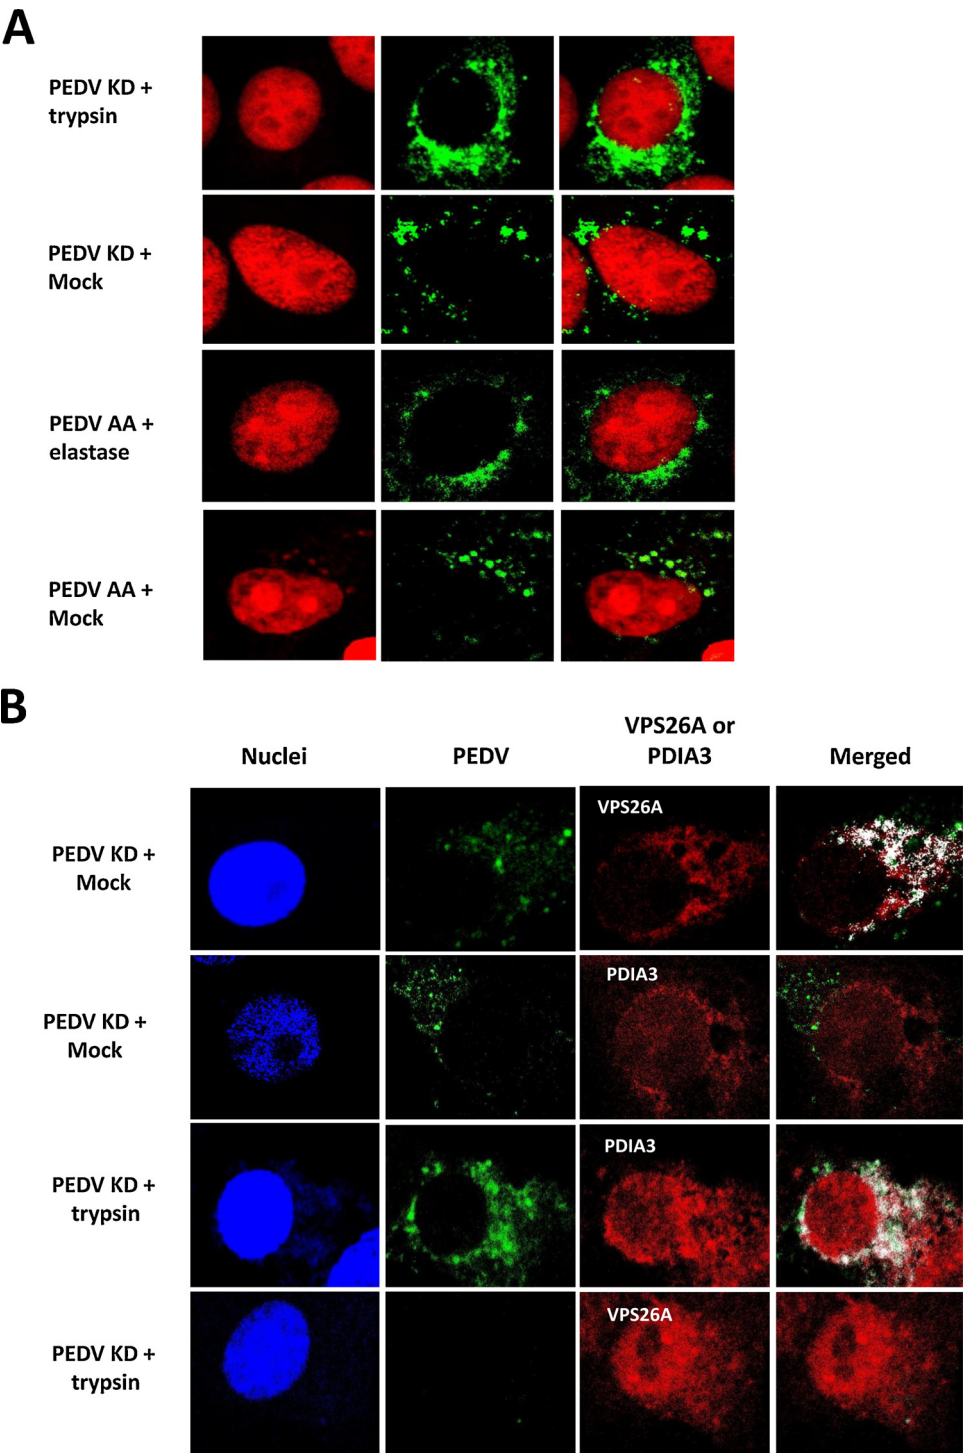 A
PEDV KD +
trypsin
PEDV KD +
Mock
PEDV AA +
elastase
PEDV AA +
Mock
B
Nuclei
PEDV
VPS26A or
PDIA3
Merged
PEDV KD +
Mock
VPS26A
PEDV KD +
Mock
PDIA3
PEDV KD +
trypsin
PDIA3
PEDV KD +
trypsin
VPS26A